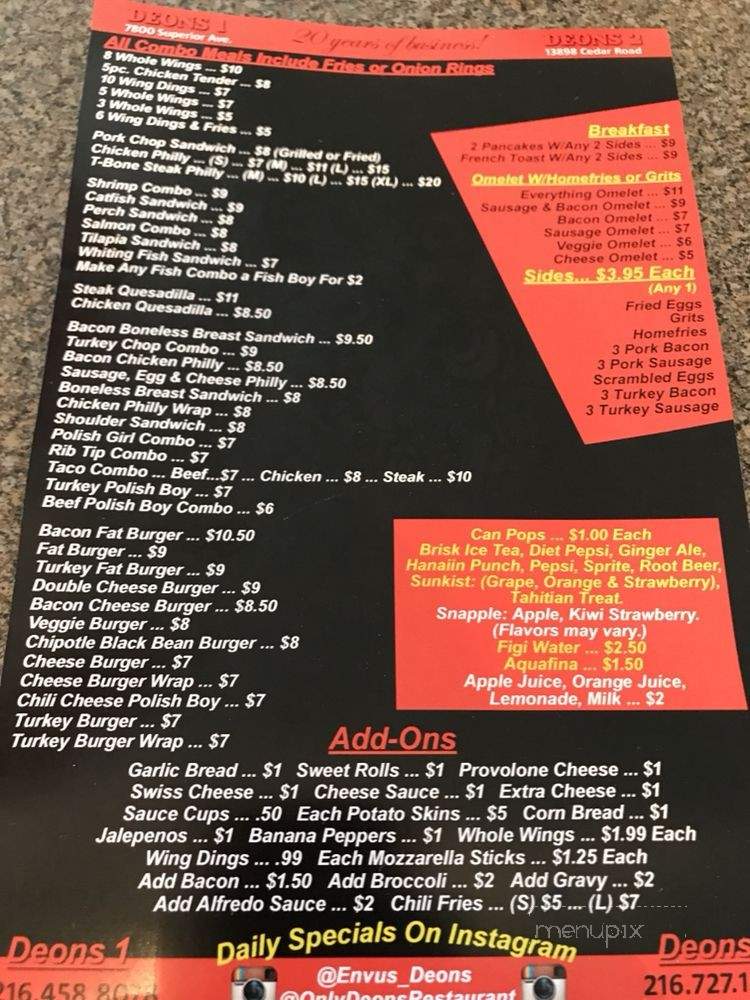 DEONS 1
7800 Superior Ave.
20 years of business!
DEONS 2
13898 Cedar Road
All Combo Meels Include Fries or Onion Rings
8 Whole Wings ... $10
5pc. Chicken Tender ... $8
10 Wing Dings ... $7
5 Whole Wings ... $7
3 Whole Wings ... $5
6 Wing Dings & Fries ... $5
Pork Chop Sandwich ... $8 (Grilled or Fried)
Chicken Philly ... (S) ... $7 (M) ... $11 (L) ... $15
T-Bone Steak Philly ... (M) ... $10 (L) ... $15 (XL) ... $20
Shrimp Combo ... $9
Catfish Sandwich ... $9
Perch Sandwich ... $8
Salmon Combo ... $8
Tilapia Sandwich ... $8
Whiting Fish Sandwich ... $7
Make Any Fish Combo a Fish Boy For $2
Steak Quesadilla ... $11
Chicken Quesadilla ... $8.50
Bacon Boneless Breast Sandwich ... $9.50
Turkey Chop Combo ... $9
Bacon Chicken Philly ... $8.50
Sausage, Egg & Cheese Philly ... $8.50
Boneless Breast Sandwich ... $8
Chicken Philly Wrap ... $8
Shoulder Sandwich ... $8
Polish Girl Combo ... $7
Rib Tip Combo ... $7
Taco Combo ... Beef...$7 ... Chicken ... $8 ... Steak ... $10
Turkey Polish Boy ... $7
Beef Polish Boy Combo ... $6
Bacon Fat Burger ... $10.50
Fat Burger ... $9
Turkey Fat Burger ... $9
Double Cheese Burger ... $9
Bacon Cheese Burger ... $8.50
Veggie Burger ... $8
Chipotle Black Bean Burger ... $8
Cheese Burger ... $7
Cheese Burger Wrap ... $7
Chili Cheese Polish Boy ... $7
Turkey Burger ... $7
Turkey Burger Wrap ... $7
Breakfast
2 Pancakes W/Any 2 Sides ... $9
French Toast W/Any 2 Sides ... $9
Omelet W/Homefries or Grits
Everything Omelet ... $11
Sausage & Bacon Omelet ... $9
Bacon Omelet ... $7
Sausage Omelet ... $7
Veggie Omelet ... $6
Cheese Omelet ... $5
Sides... $3.95 Each
(Any 1)
Fried Eggs
Grits
Homefries
3 Pork Bacon
3 Pork Sausage
Scrambled Eggs
3 Turkey Bacon
3 Turkey Sausage
Can Pops ... $1.00 Each
Brisk Ice Tea, Diet Pepsi, Ginger Ale,
Hanaiin Punch, Pepsi, Sprite, Root Beer,
Sunkist: (Grape, Orange & Strawberry),
Tahitian Treat.
Snapple: Apple, Kiwi Strawberry.
(Flavors may vary.)
Figi Water ... $2.50
Aquafina ... $1.50
Apple Juice, Orange Juice,
Lemonade, Milk ... $2
Add-Ons
Garlic Bread ... $1 Sweet Rolls ... $1 Provolone Cheese ... $1
Swiss Cheese ... $1 Cheese Sauce ... $1 Extra Cheese ... $1
Sauce Cups ... .50 Each Potato Skins ... $5 Corn Bread ... $1
Jalepenos ... $1 Banana Peppers ... $1 Whole Wings ... $1.99 Each
Wing Dings ... .99 Each Mozzarella Sticks ... $1.25 Each
Add Bacon ... $1.50 Add Broccoli ... $2 Add Gravy ... $2
Add Alfredo Sauce ... $2 Chili Fries ... (S) $5 ... (L) $7
menupix
Deons 1
Daily Specials On Instagram
Deons
216.458
@Envus_Deons
216.727.1
@OnlyDeonsRestaurant